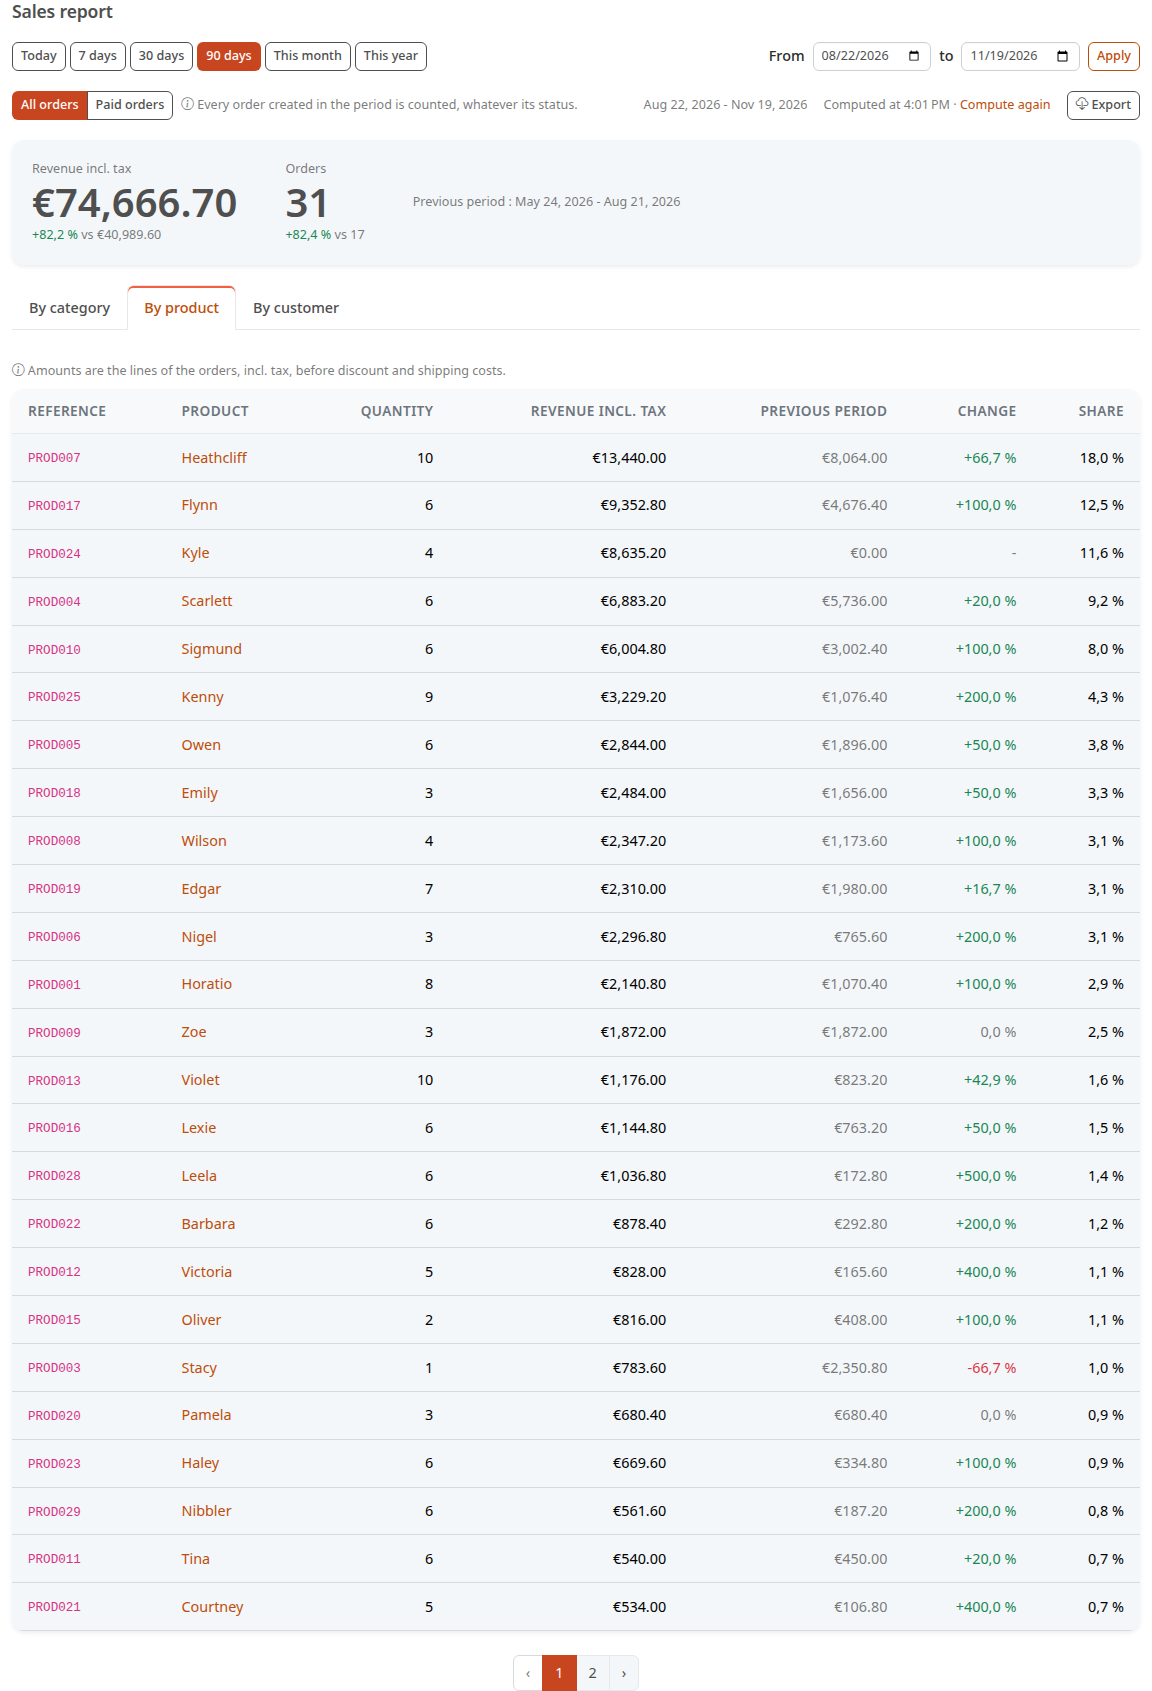 Sales report
Today 7 days 30 days 90 days This month This year From 08/22/2026 to 11/19/2026 Apply
All orders Paid orders Every order created in the period is counted, whatever its status. Aug 22, 2026 - Nov 19, 2026 Computed at 4:01 PM · Compute again Export
Revenue incl. tax Orders
€74,666.70 31 Previous period : May 24, 2026 - Aug 21, 2026
+82,2 % vs €40,989.60 +82,4 % vs 17
By category By product By customer
Amounts are the lines of the orders, incl. tax, before discount and shipping costs.
REFERENCE PRODUCT QUANTITY REVENUE INCL. TAX PREVIOUS PERIOD CHANGE SHARE
PROD007 Heathcliff 10 €13,440.00 €8,064.00 +66,7 % 18,0 %
PROD017 Flynn 6 €9,352.80 €4,676.40 +100,0 % 12,5 %
PROD024 Kyle 4 €8,635.20 €0.00 - 11,6 %
PROD004 Scarlett 6 €6,883.20 €5,736.00 +20,0 % 9,2 %
PROD010 Sigmund 6 €6,004.80 €3,002.40 +100,0 % 8,0 %
PROD025 Kenny 9 €3,229.20 €1,076.40 +200,0 % 4,3 %
PROD005 Owen 6 €2,844.00 €1,896.00 +50,0 % 3,8 %
PROD018 Emily 3 €2,484.00 €1,656.00 +50,0 % 3,3 %
PROD008 Wilson 4 €2,347.20 €1,173.60 +100,0 % 3,1 %
PROD019 Edgar 7 €2,310.00 €1,980.00 +16,7 % 3,1 %
PROD006 Nigel 3 €2,296.80 €765.60 +200,0 % 3,1 %
PROD001 Horatio 8 €2,140.80 €1,070.40 +100,0 % 2,9 %
PROD009 Zoe 3 €1,872.00 €1,872.00 0,0 % 2,5 %
PROD013 Violet 10 €1,176.00 €823.20 +42,9 % 1,6 %
PROD016 Lexie 6 €1,144.80 €763.20 +50,0 % 1,5 %
PROD028 Leela 6 €1,036.80 €172.80 +500,0 % 1,4 %
PROD022 Barbara 6 €878.40 €292.80 +200,0 % 1,2 %
PROD012 Victoria 5 €828.00 €165.60 +400,0 % 1,1 %
PROD015 Oliver 2 €816.00 €408.00 +100,0 % 1,1 %
PROD003 Stacy 1 €783.60 €2,350.80 -66,7 % 1,0 %
PROD020 Pamela 3 €680.40 €680.40 0,0 % 0,9 %
PROD023 Haley 6 €669.60 €334.80 +100,0 % 0,9 %
PROD029 Nibbler 6 €561.60 €187.20 +200,0 % 0,8 %
PROD011 Tina 6 €540.00 €450.00 +20,0 % 0,7 %
PROD021 Courtney 5 €534.00 €106.80 +400,0 % 0,7 %
‹ 1 2 ›